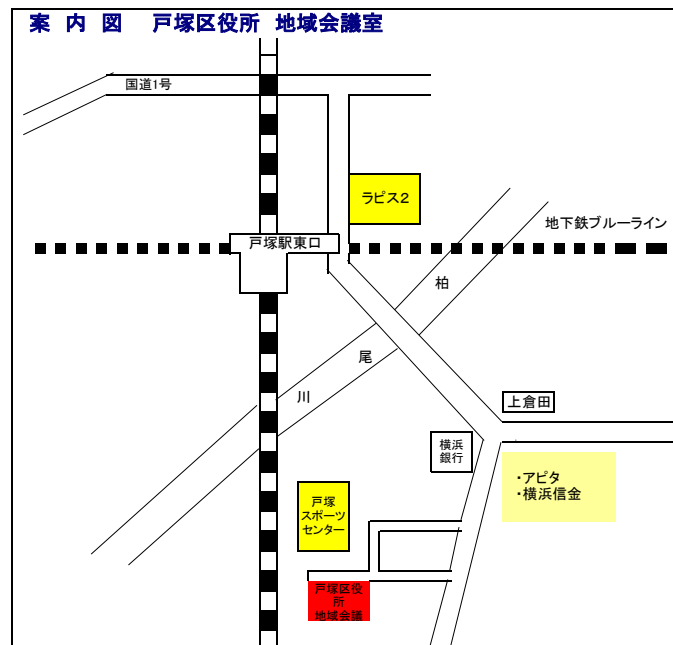 案 内 図 戸塚区役所 地域会議室
国道1号
ラピス2
地下鉄ブルーライン
戸塚駅東口
柏
尾
川
上倉田
横浜
銀行
・アピタ
・横浜信金
戸塚
スポーツ
センター
戸塚区役
所
地域会議